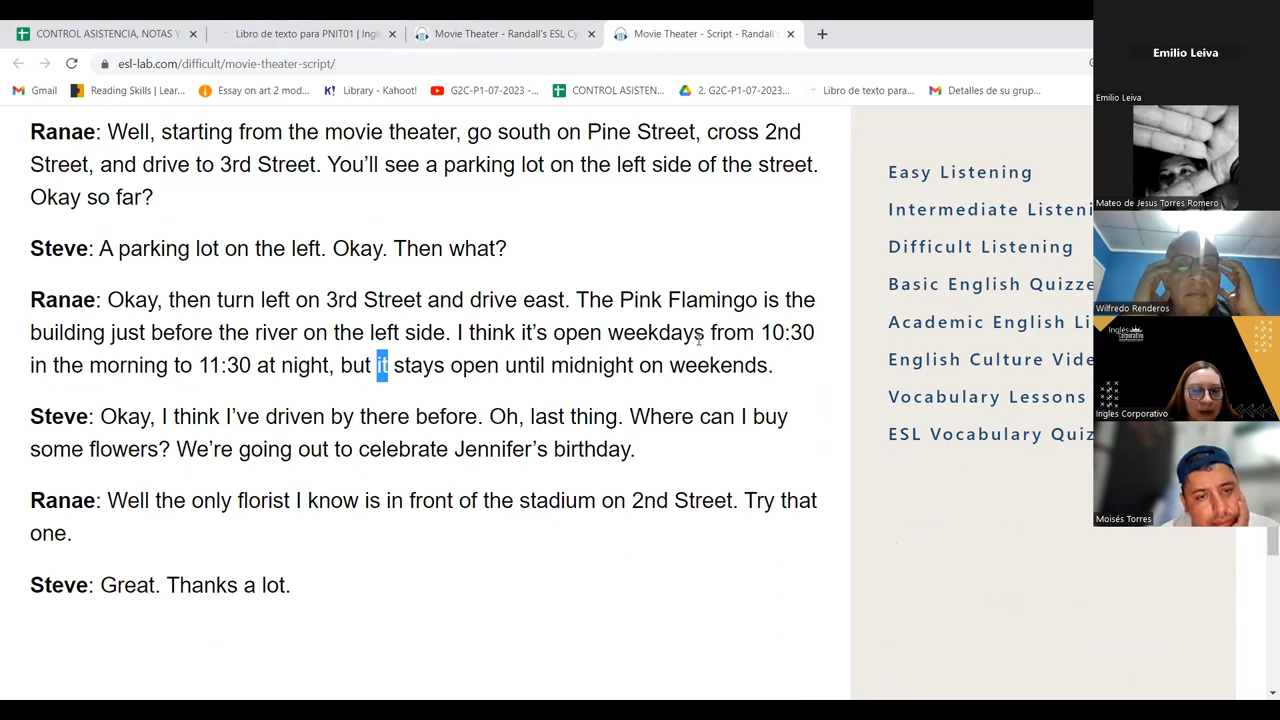 CONTROL ASISTENCIA, NOTAS Y
Libro de texto para PNIT01 | Ingl
Movie Theater - Randall's ESL Cy
Movie Theater - Script - Randall's
esl-lab.com/difficult/movie-theater-script/
Gmail
Reading Skills | Lear...
Essay on art 2 mod...
Library - Kahoot!
G2C-P1-07-2023 -...
CONTROL ASISTEN...
2. G2C-P1-07-2023...
Libro de texto para...
Detalles de su grup...
Ranae: Well, starting from the movie theater, go south on Pine Street, cross 2nd
Street, and drive to 3rd Street. You’ll see a parking lot on the left side of the street.
Okay so far?
Steve: A parking lot on the left. Okay. Then what?
Ranae: Okay, then turn left on 3rd Street and drive east. The Pink Flamingo is the
building just before the river on the left side. I think it’s open weekdays from 10:30
in the morning to 11:30 at night, but it stays open until midnight on weekends.
Steve: Okay, I think I’ve driven by there before. Oh, last thing. Where can I buy
some flowers? We’re going out to celebrate Jennifer’s birthday.
Ranae: Well the only florist I know is in front of the stadium on 2nd Street. Try that
one.
Steve: Great. Thanks a lot.
Easy Listening
Intermediate Listeni
Difficult Listening
Basic English Quizze
Academic English Li
English Culture Vide
Vocabulary Lessons
ESL Vocabulary Quiz
Emilio Leiva
Emilio Leiva
Mateo de Jesus Torres Romero
Wilfredo Renderos
Inglés
Corporativo
Ingles Corporativo
Moisés Torres